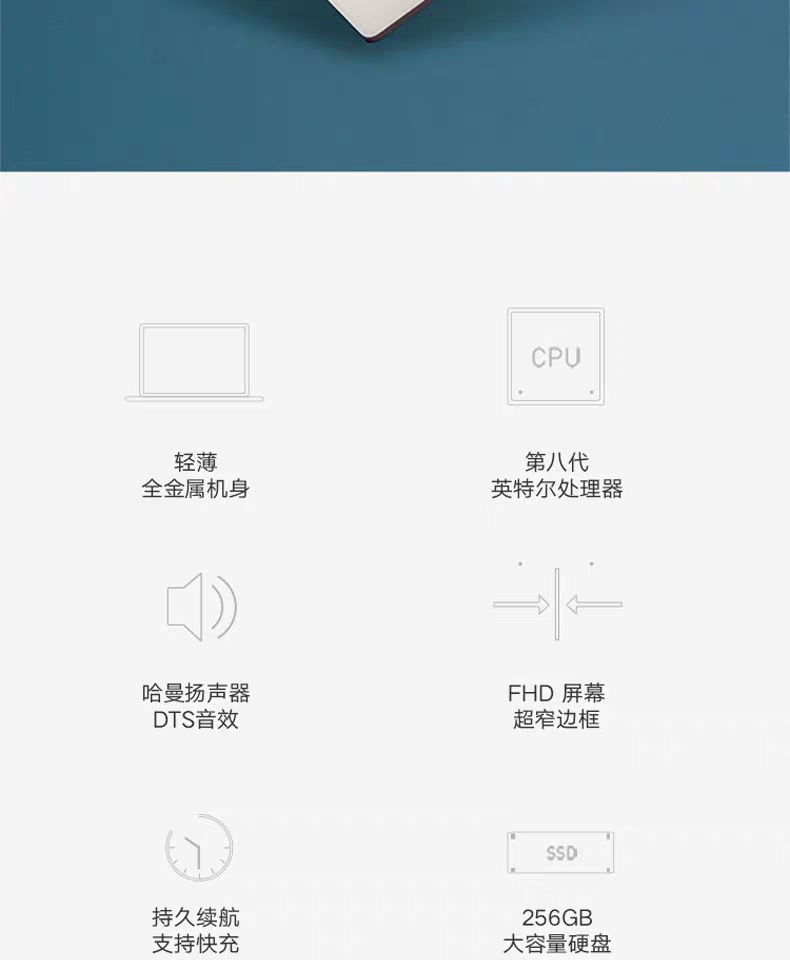 CPU
轻薄
全金属机身
第八代
英特尔处理器
哈曼扬声器
DTS音效
FHD 屏幕
超窄边框
SSD
持久续航
支持快充
256GB
大容量硬盘